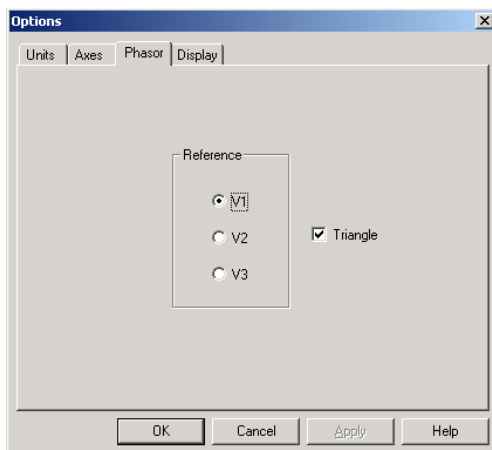 Options
Units Axes Phasor Display
Reference
V1
V2
Triangle
V3
OK Cancel Apply Help